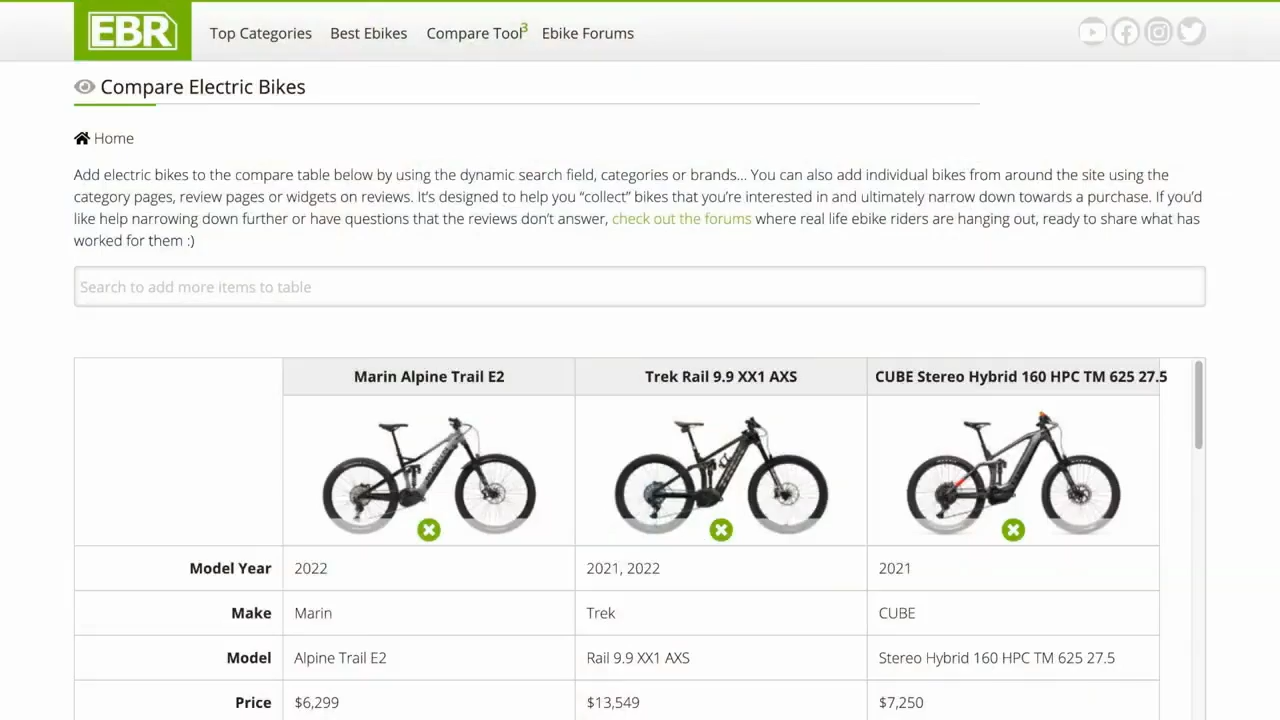 EBR
Top Categories Best Ebikes Compare Tool3 Ebike Forums
Compare Electric Bikes
Home
Add electric bikes to the compare table below by using the dynamic search field, categories or brands... You can also add individual bikes from around the site using the
category pages, review pages or widgets on reviews. It's designed to help you “collect” bikes that you're interested in and ultimately narrow down towards a purchase. If you'd
like help narrowing down further or have questions that the reviews don't answer, check out the forums where real life ebike riders are hanging out, ready to share what has
worked for them :)
Search to add more items to table
Marin Alpine Trail E2 Trek Rail 9.9 XX1 AXS CUBE Stereo Hybrid 160 HPC TM 625 27.5
Model Year 2022 2021, 2022 2021
Make Marin Trek CUBE
Model Alpine Trail E2 Rail 9.9 XX1 AXS Stereo Hybrid 160 HPC TM 625 27.5
Price $6,299 $13,549 $7,250